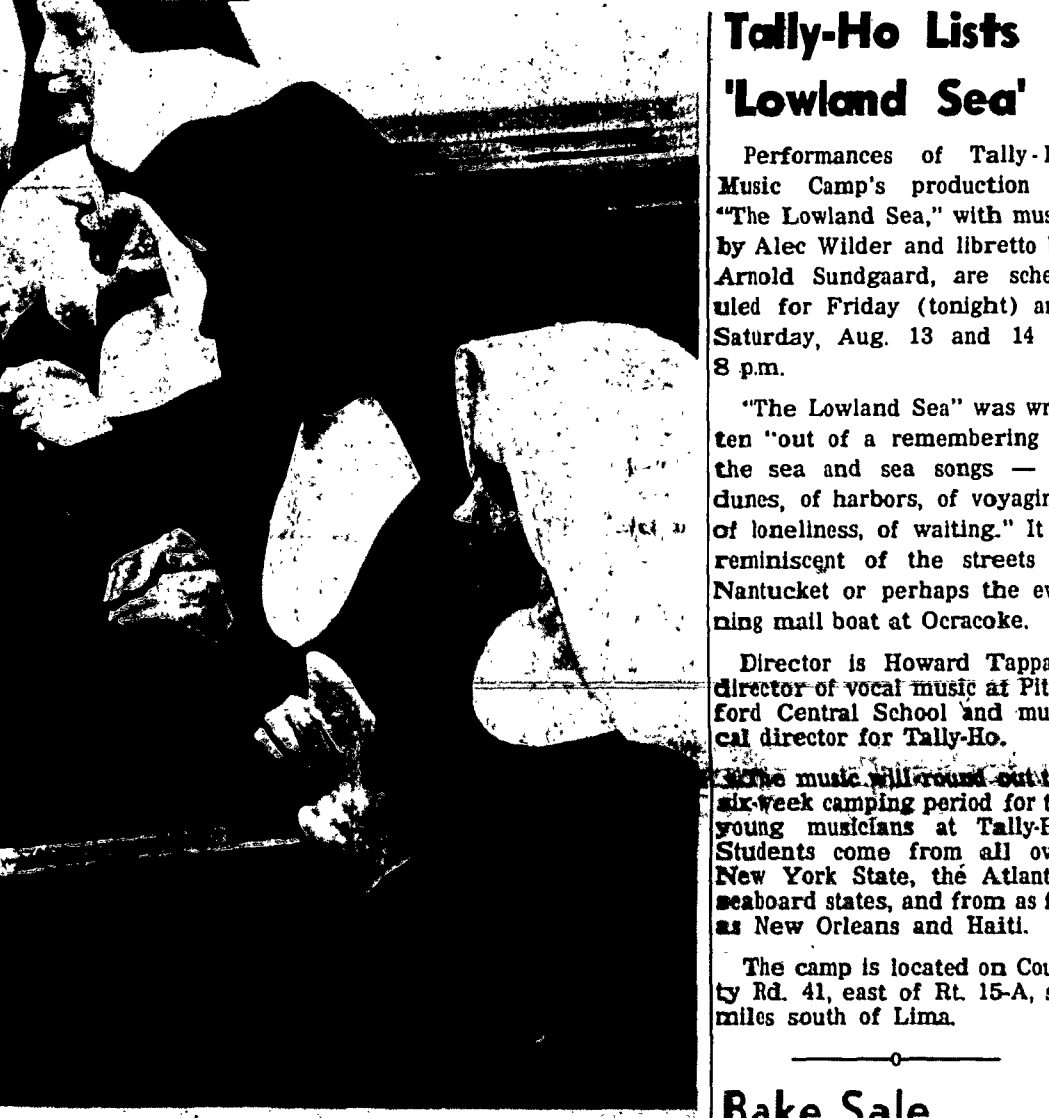 Tally-Ho Lists
'Lowland Sea'
Performances of Tally-
Music Camp's production
"The Lowland Sea," with mus
by Alec Wilder and libretto
Arnold Sundgaard, are sche
uled for Friday (tonight) a
Saturday, Aug. 13 and 14
8 p.m.
"The Lowland Sea" was wr
ten "out of a remembering
the sea and sea songs —
dunes, of harbors, of voyagin
of loneliness, of waiting." It
reminiscent of the streets
Nantucket or perhaps the ev
ning mail boat at Ocracoke.
Director is Howard Tappa
director of vocal music at Pit
ford Central School and mu
cal director for Tally-Ho.
The music will round out t
six-week camping period for t
young musicians at Tally-H
Students come from all ov
New York State, the Atlant
seaboard states, and from as f
as New Orleans and Haiti.
The camp is located on Cou
ty Rd. 41, east of Rt. 15-A, s
miles south of Lima.
Bake Sale